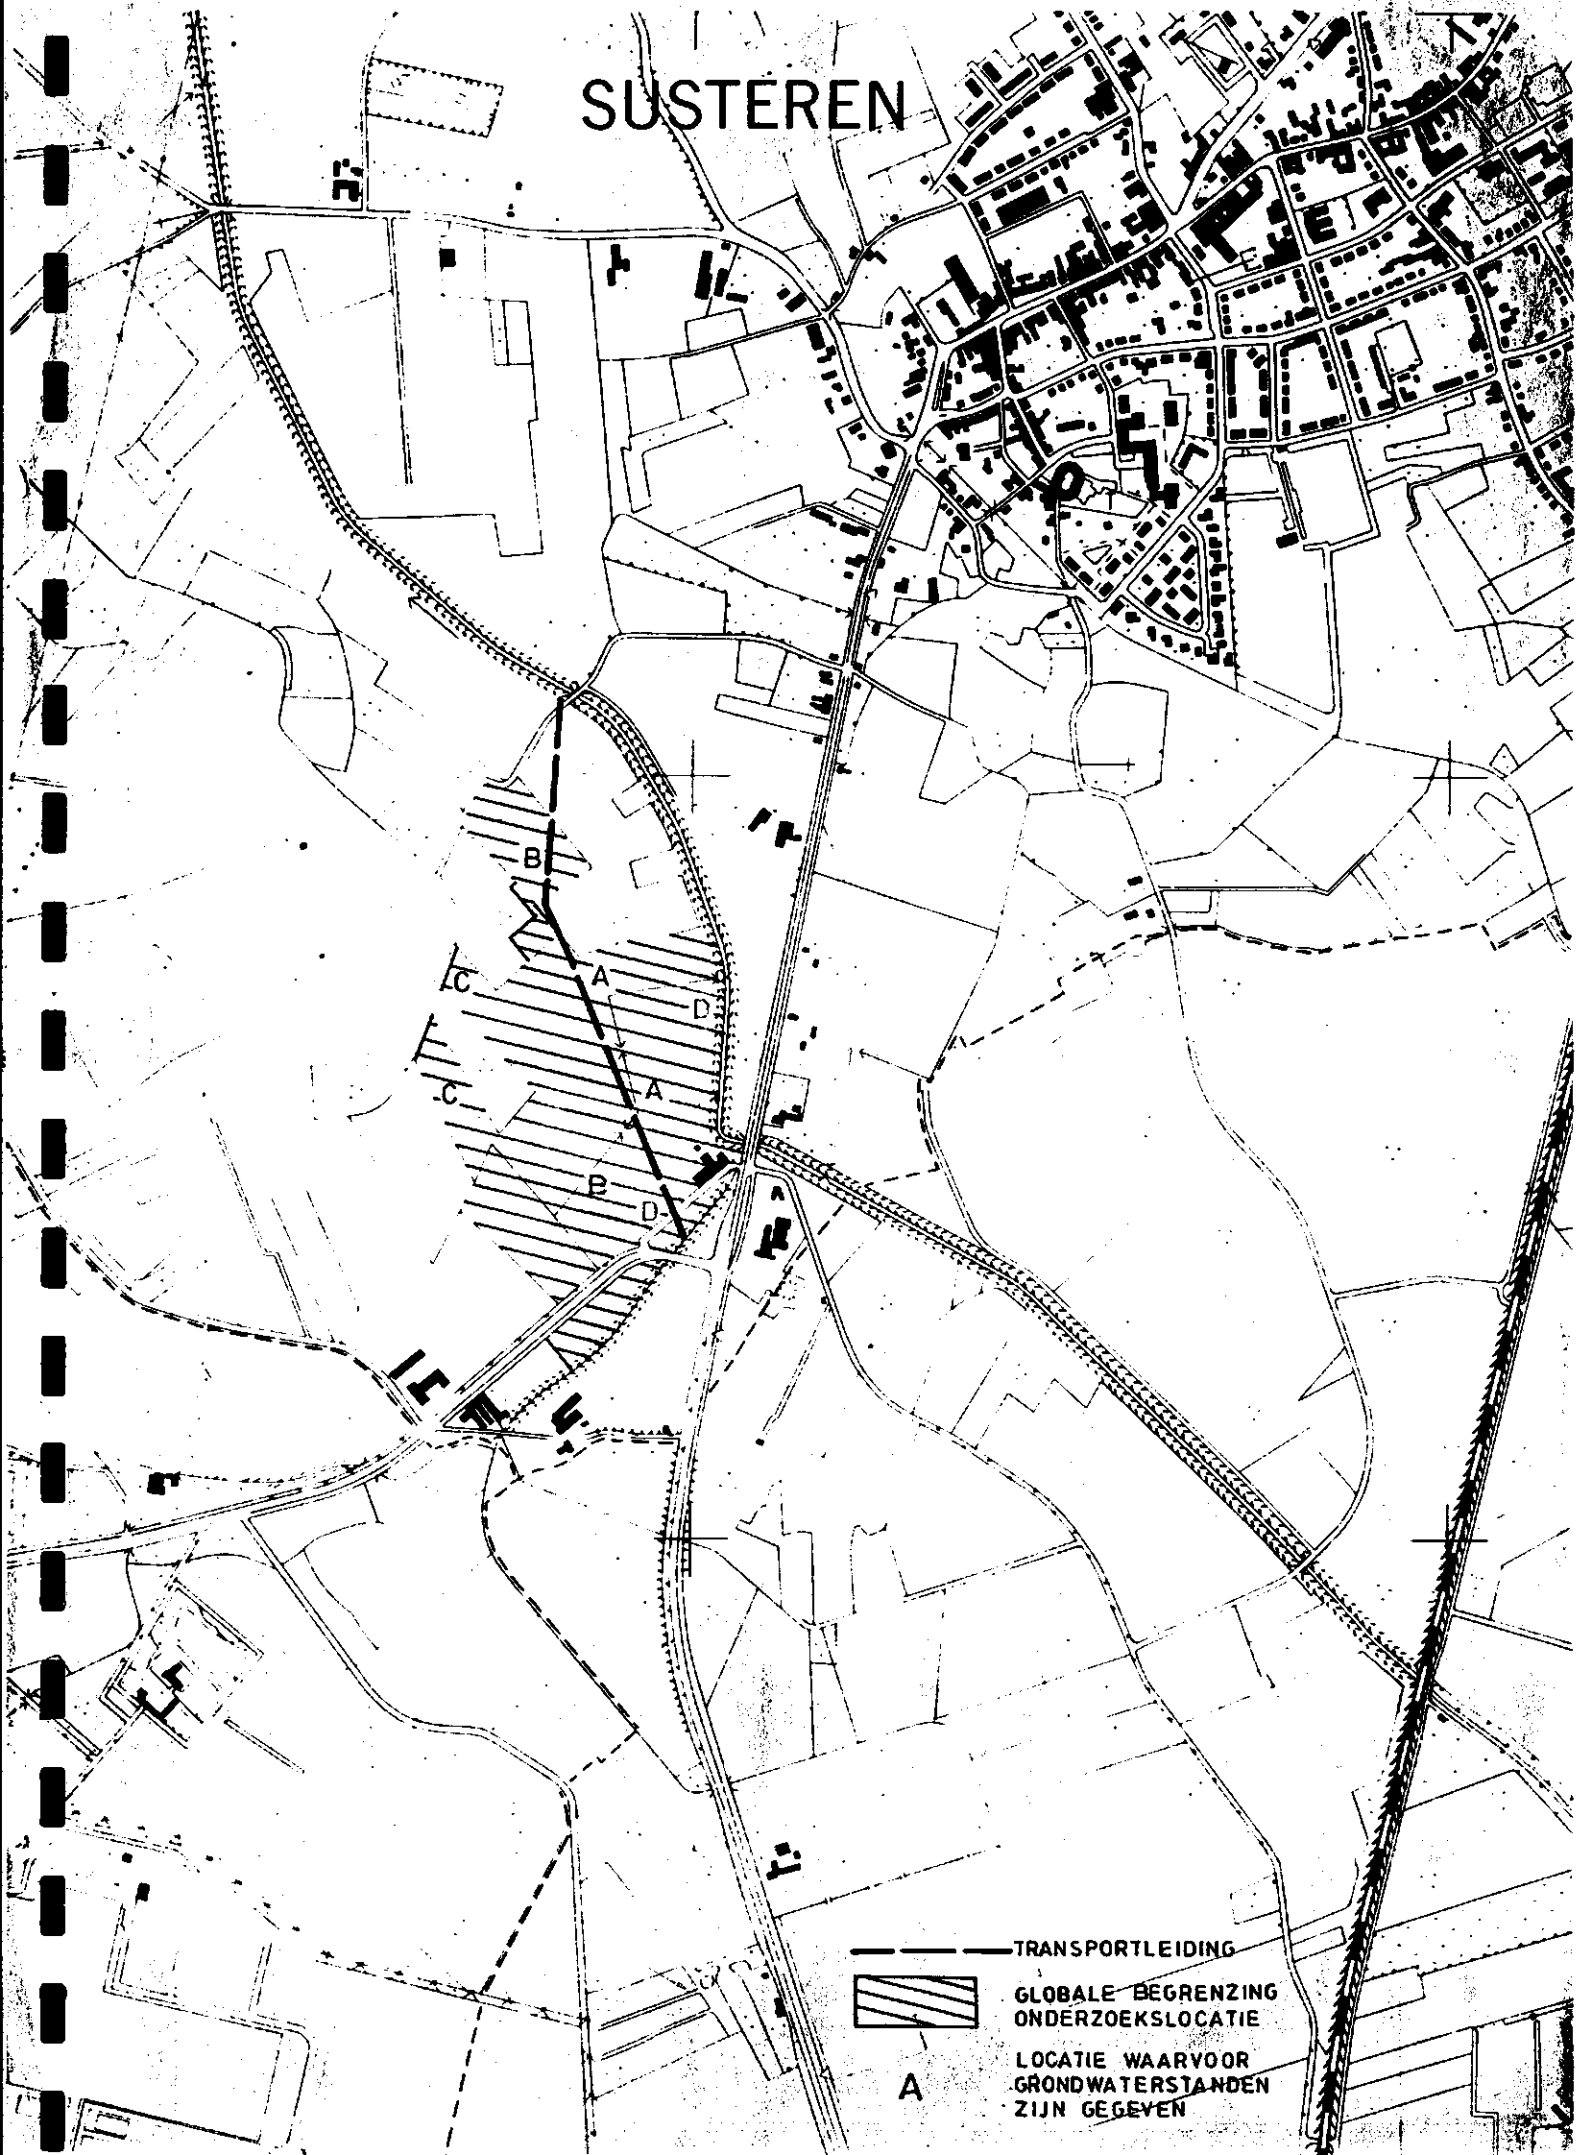 SUSTEREN
E
B
A
C
D
A
C
B
D
TRANSPORTLEIDING
GLOBALE BEGRENZING
ONDERZOEKSLOCATIE
A
LOCATIE WAARVOOR
GRONDWATERSTANDEN
ZIJN GEGEVEN